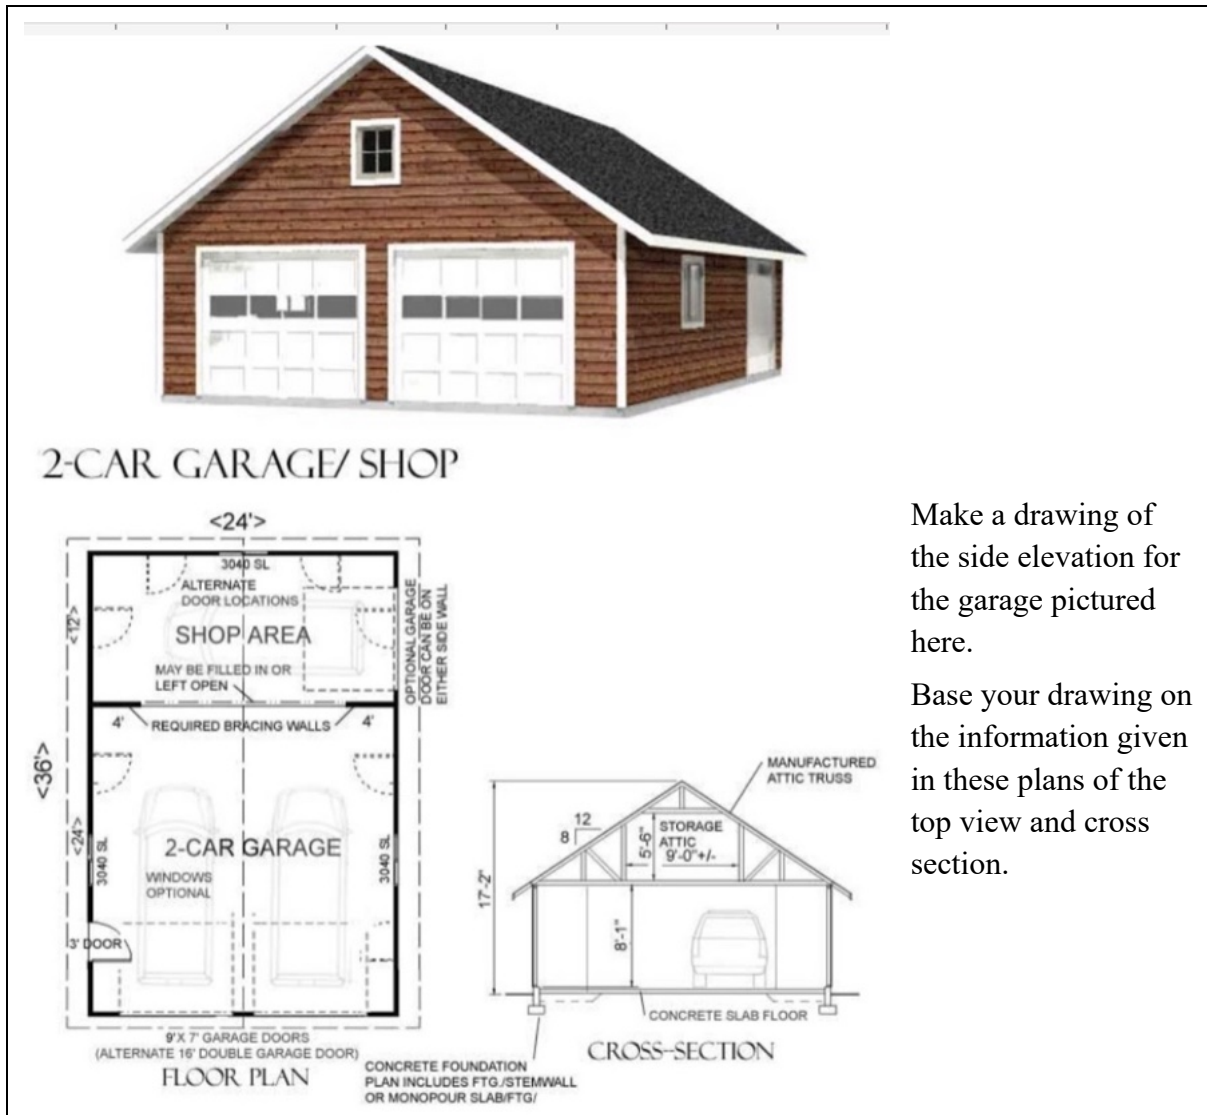 2-CAR GARAGE/ SHOP
<24'>
3040 SL
ALTERNATE
DOOR LOCATIONS
<12'>
SHOP AREA
OPTIONAL GARAGE
DOOR CAN BE ON
EITHER SIDE WALL
MAY BE FILLED IN OR
LEFT OPEN
4'
REQUIRED BRACING WALLS
4'
<36'>
<24'>
3040 SL
2-CAR GARAGE
3040 SL
WINDOWS
OPTIONAL
3' DOOR
9'X 7' GARAGE DOORS
(ALTERNATE 16' DOUBLE GARAGE DOOR)
FLOOR PLAN
MANUFACTURED
ATTIC TRUSS
12
8
STORAGE
ATTIC
5'-6"
9'-0"+/-
17'-2"
8'-1"
CONCRETE SLAB FLOOR
CROSS-SECTION
CONCRETE FOUNDATION
PLAN INCLUDES FTG./STEMWALL
OR MONOPOUR SLAB/FTG/
Make a drawing of
the side elevation for
the garage pictured
here.
Base your drawing on
the information given
in these plans of the
top view and cross
section.